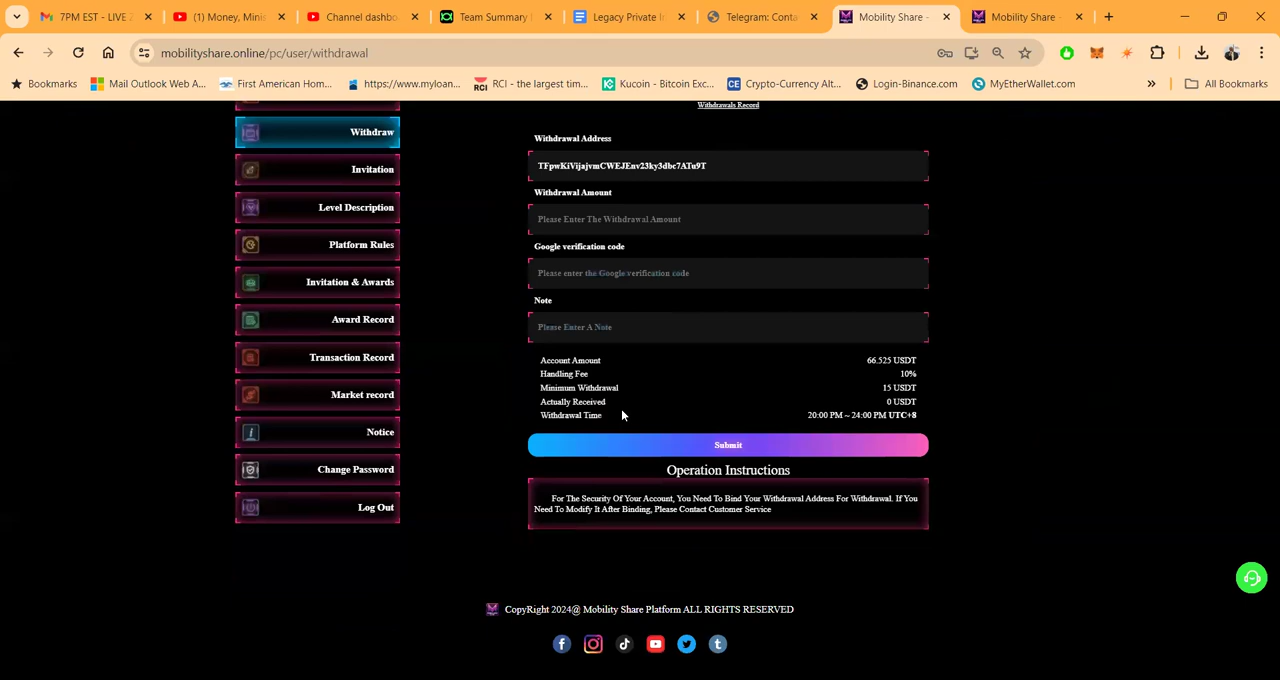 7PM EST - LIVE Z
(1) Money, Minis
Channel dashbo
Team Summary
Legacy Private I
Telegram: Conta
Mobility Share -
Mobility Share -
mobilityshare.online/pc/user/withdrawal
Bookmarks
Mail Outlook Web A...
First American Hom...
https://www.myloan...
RCI - the largest tim...
Kucoin - Bitcoin Exc...
Crypto-Currency Alt...
Login-Binance.com
MyEtherWallet.com
»
All Bookmarks
Withdrawals Record
Withdraw
Invitation
Level Description
Platform Rules
Invitation & Awards
Award Record
Transaction Record
Market record
Notice
Change Password
Log Out
Withdrawal Address
TFpwKiVijajvmCWEJEnv23ky3dbc7ATu9T
Withdrawal Amount
Please Enter The Withdrawal Amount
Google verification code
Please enter the Google verification code
Note
Please Enter A Note
Account Amount 66.525 USDT
Handling Fee 10%
Minimum Withdrawal 15 USDT
Actually Received 0 USDT
Withdrawal Time 20:00 PM ~ 24:00 PM UTC+8
Submit
Operation Instructions
For The Security Of Your Account, You Need To Bind Your Withdrawal Address For Withdrawal. If You
Need To Modify It After Binding, Please Contact Customer Service
CopyRight 2024@ Mobility Share Platform ALL RIGHTS RESERVED